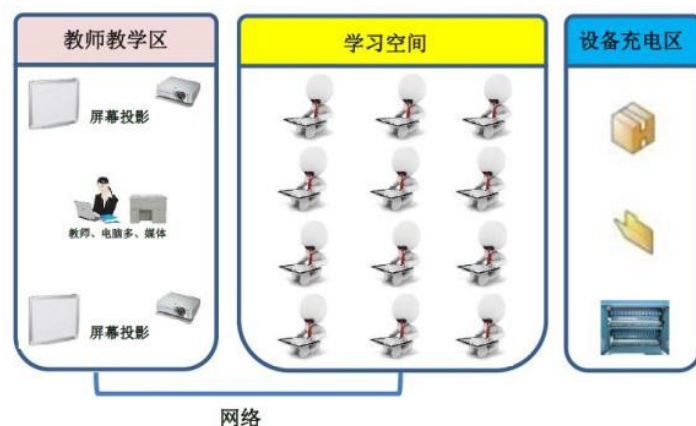 教师教学区
学习空间
设备充电区
屏幕投影
教师、电脑多、媒体
屏幕投影
网络